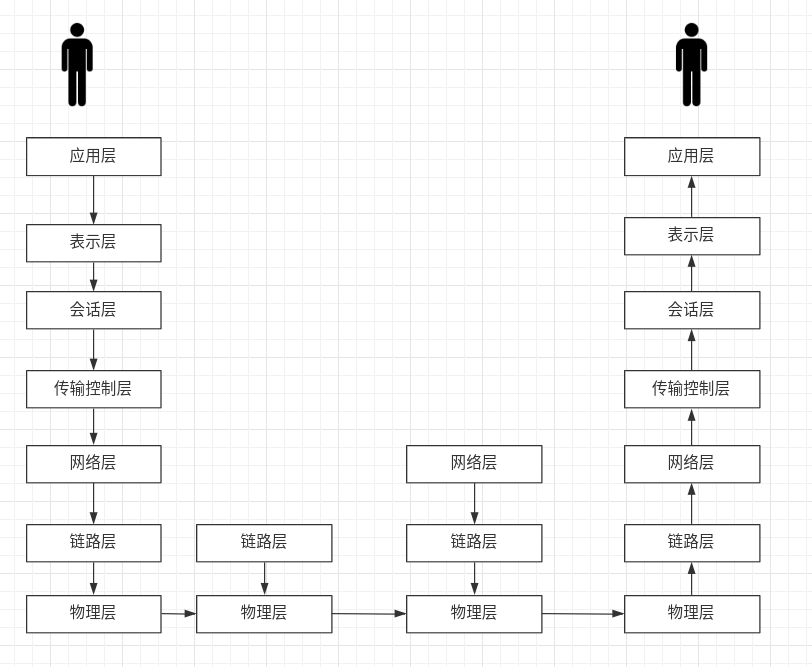 应用层
应用层
表示层
表示层
会话层
会话层
传输控制层
传输控制层
网络层
网络层
网络层
链路层
链路层
链路层
链路层
物理层
物理层
物理层
物理层